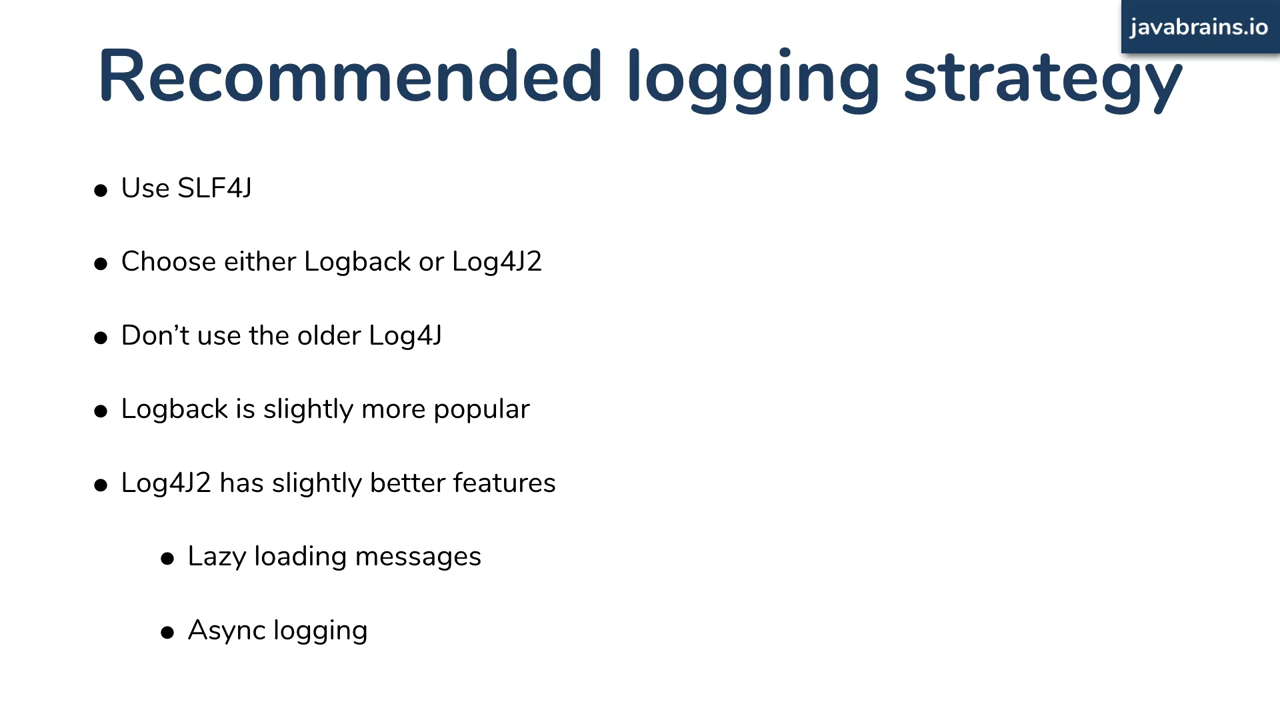 javabrains.io
Recommended logging strategy
• Use SLF4J
• Choose either Logback or Log4J2
• Don’t use the older Log4J
• Logback is slightly more popular
• Log4J2 has slightly better features
• Lazy loading messages
• Async logging